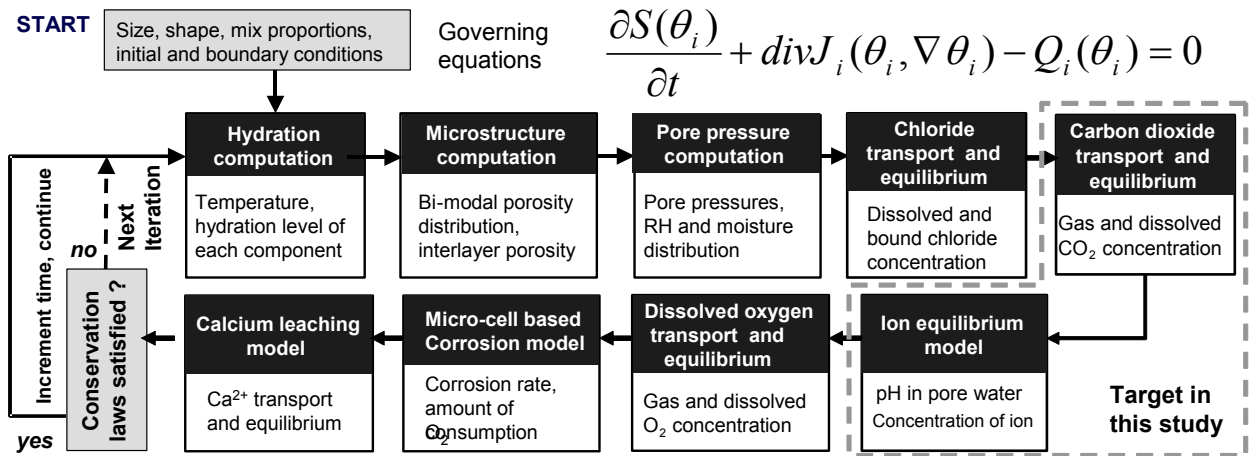 START
Size, shape, mix proportions,
initial and boundary conditions
Governing
equations
∂S(θi)/∂t + divJi(θi, ∇θi) − Qi(θi) = 0
Hydration
computation
Temperature,
hydration level of
each component
Microstructure
computation
Bi-modal porosity
distribution,
interlayer porosity
Pore pressure
computation
Pore pressures,
RH and moisture
distribution
Chloride
transport and
equilibrium
Dissolved and
bound chloride
concentration
Carbon dioxide
transport and
equilibrium
Gas and dissolved
CO2 concentration
Ion equilibrium
model
pH in pore water
Concentration of ion
Target in
this study
Dissolved oxygen
transport and
equilibrium
Gas and dissolved
O2 concentration
Micro-cell based
Corrosion model
Corrosion rate,
amount of
O2
consumption
Calcium leaching
model
Ca2+ transport
and equilibrium
Conservation
laws satisfied ?
no
Next
Iteration
yes
Increment time, continue